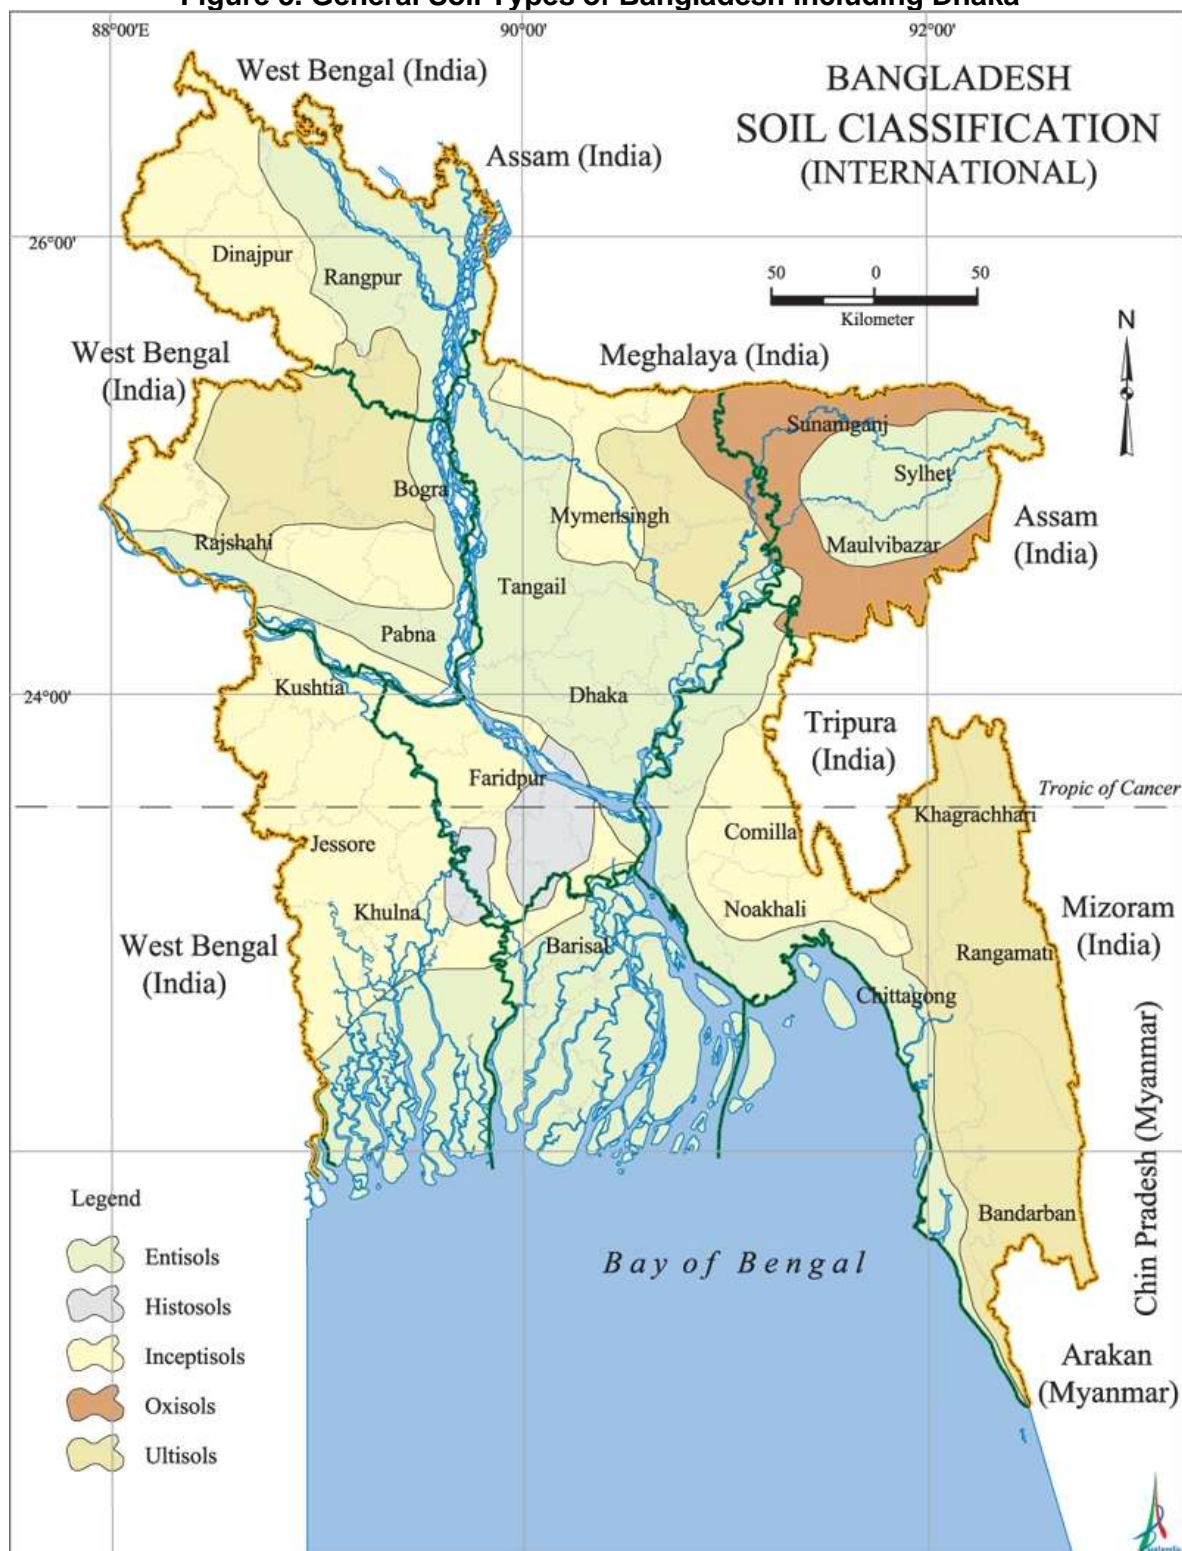 Figure 6. General Soil Types of Bangladesh including Dhaka
88°00'E
90°00'
92°00'
BANGLADESH
SOIL ClASSIFICATION
(INTERNATIONAL)
West Bengal (India)
Assam (India)
26°00'
Dinajpur
Rangpur
50
0
50
Kilometer
N
West Bengal
(India)
Meghalaya (India)
Sunamganj
Sylhet
Bogra
Mymensingh
Assam
(India)
Rajshahi
Maulvibazar
Tangail
Pabna
24°00'
Kushtia
Dhaka
Tripura
(India)
Faridpur
Tropic of Cancer
Khagrachhari
Comilla
Jessore
Khulna
Noakhali
Mizoram
(India)
West Bengal
(India)
Barisal
Rangamati
Chittagong
Chin Pradesh (Myanmar)
Legend
Bandarban
Entisols
Bay of Bengal
Histosols
Inceptisols
Arakan
(Myanmar)
Oxisols
Ultisols